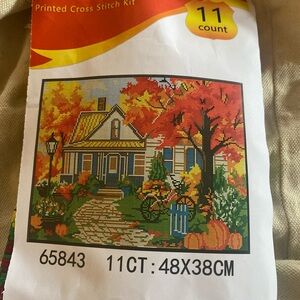 Printed Cross Stitch Kit
11
count
65843 11CT:48X38CM